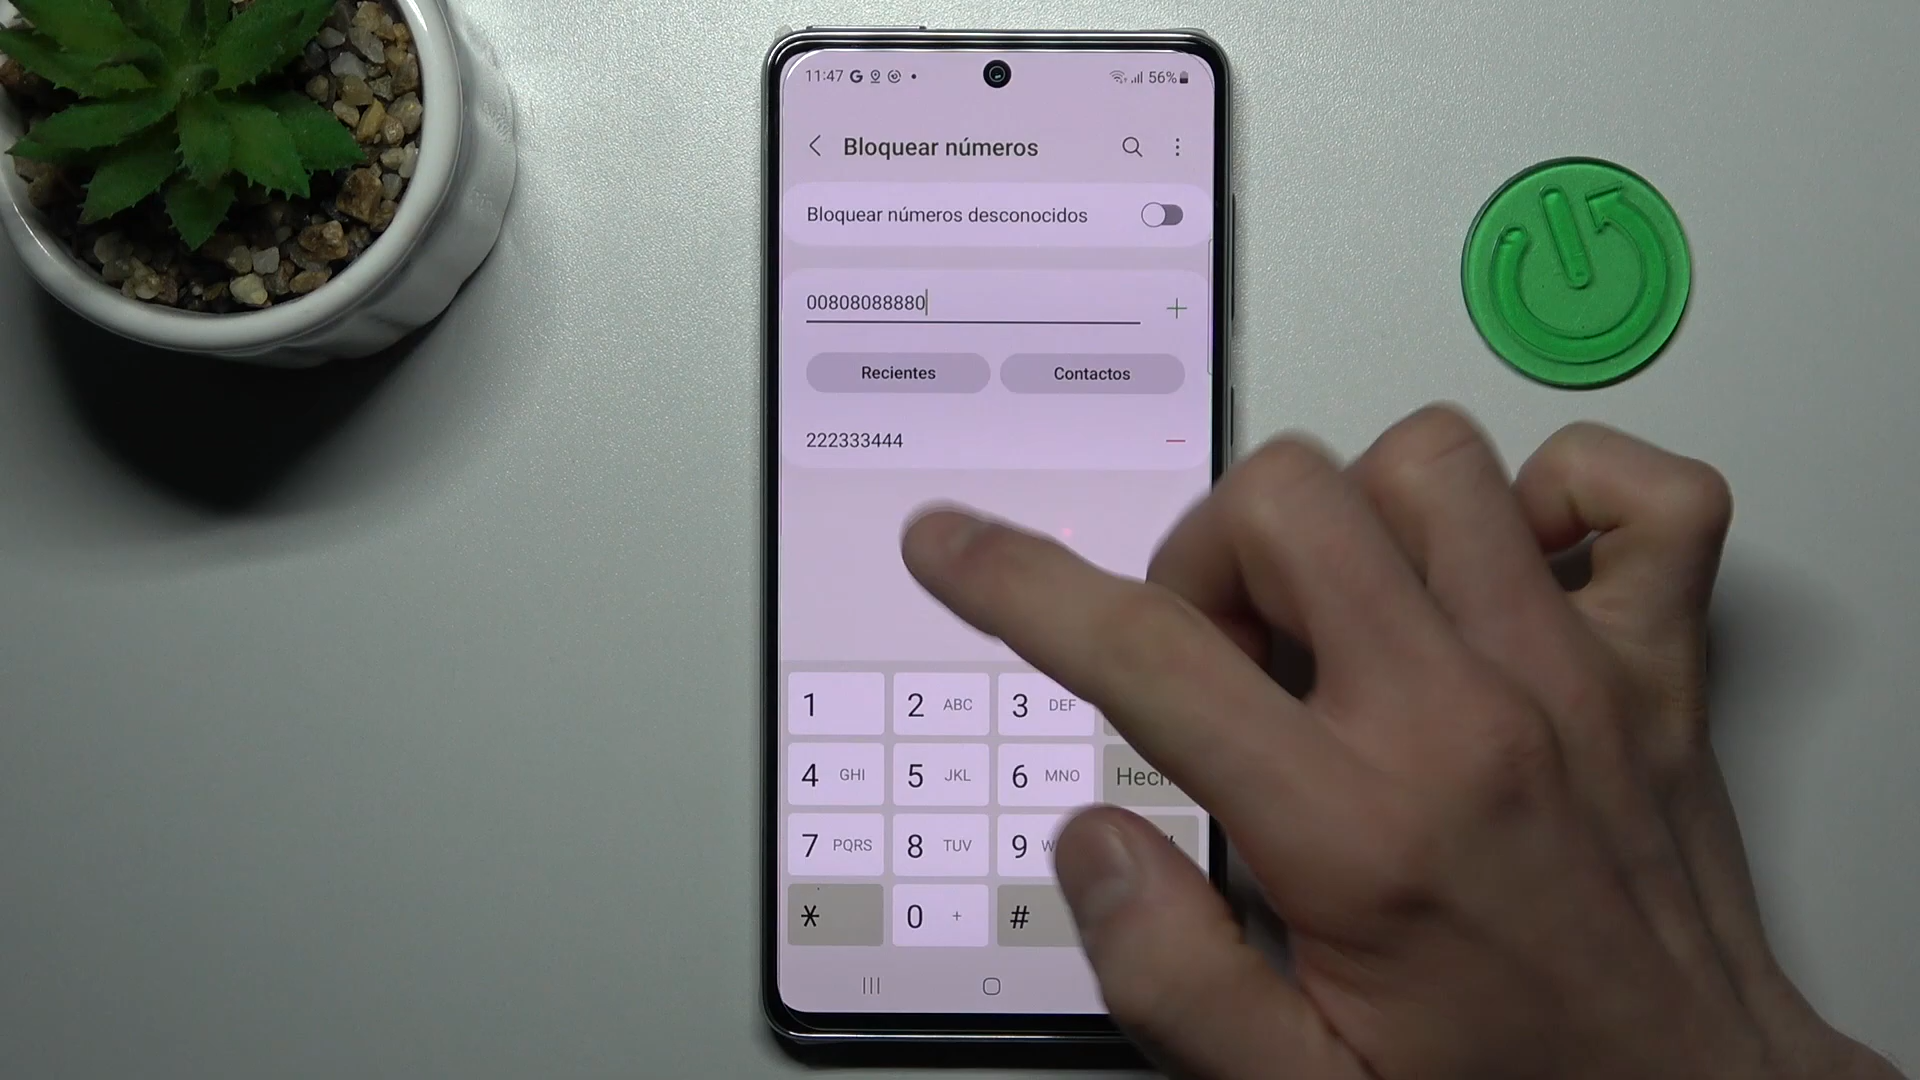 11:47 G 56%
Bloquear números
Bloquear números desconocidos
00808088880
Recientes Contactos
222333444
1 2 ABC 3 DEF
4 GHI 5 JKL 6 MNO Hech
7 PQRS 8 TUV 9 W
* 0 + #